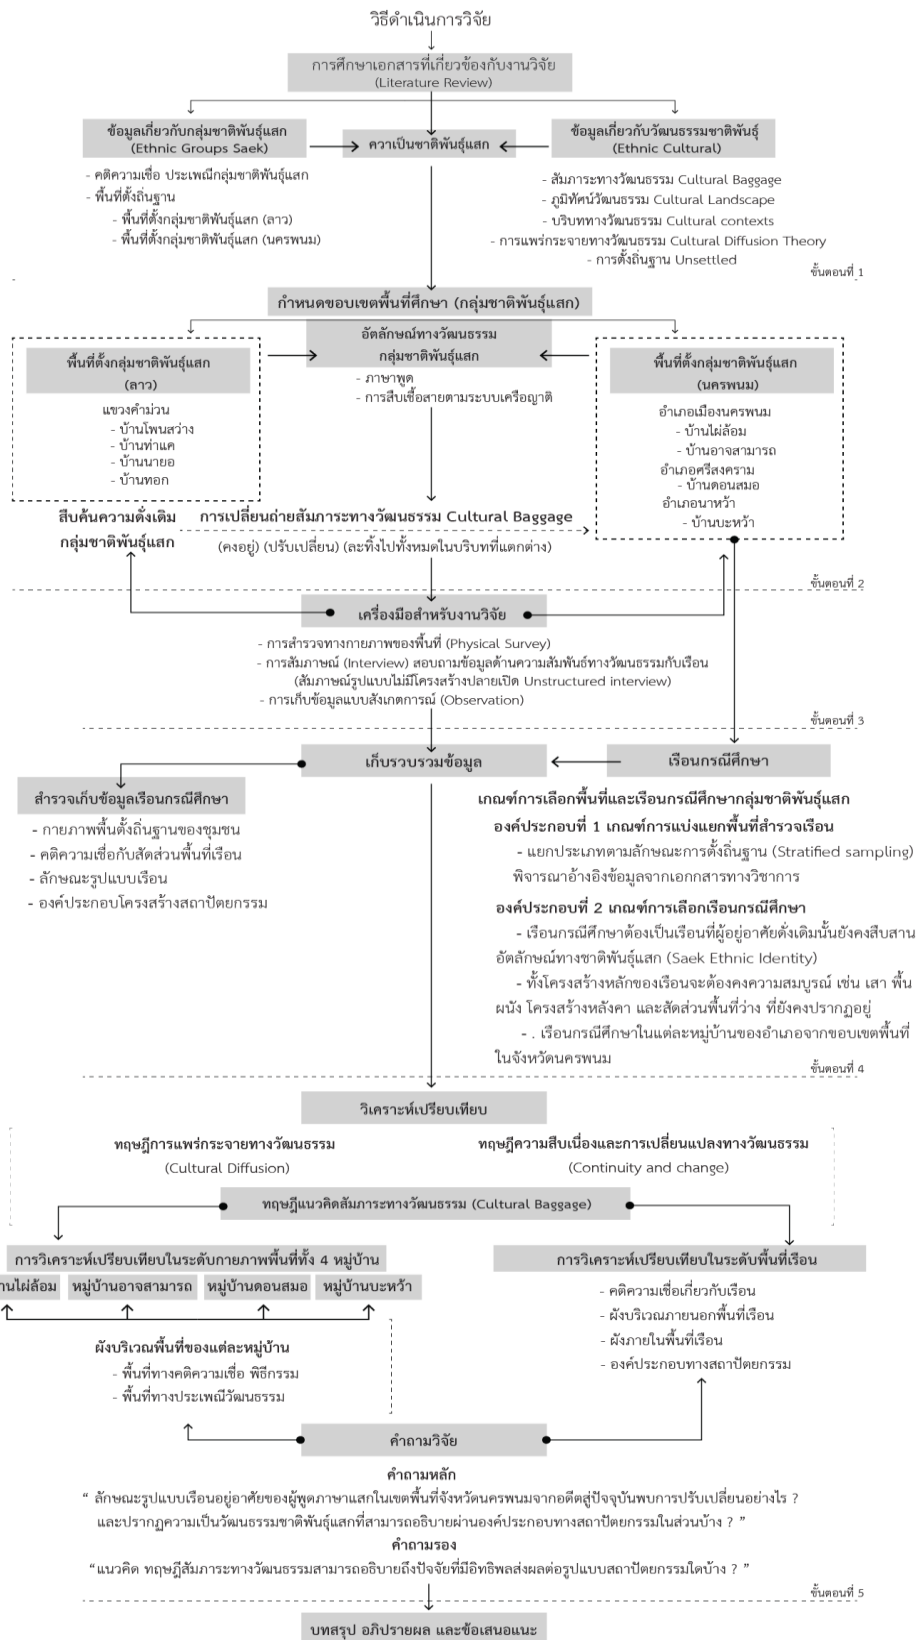 วิธีดำเนินการวิจัย
การศึกษาเอกสารที่เกี่ยวข้องกับงานวิจัย
(Literature Review)
ข้อมูลเกี่ยวกับกลุ่มชาติพันธุ์แสก
(Ethnic Groups Saek)
ควาเป็นชาติพันธุ์แสก
ข้อมูลเกี่ยวกับวัฒนธรรมชาติพันธุ์
(Ethnic Cultural)
- คติความเชื่อ ประเพณีกลุ่มชาติพันธุ์แสก
- พื้นที่ตั้งถิ่นฐาน
- พื้นที่ตั้งกลุ่มชาติพันธุ์แสก (ลาว)
- พื้นที่ตั้งกลุ่มชาติพันธุ์แสก (นครพนม)
- สัมภาระทางวัฒนธรรม Cultural Baggage
- ภูมิทัศน์วัฒนธรรม Cultural Landscape
- บริบททางวัฒนธรรม Cultural contexts
- การแพร่กระจายทางวัฒนธรรม Cultural Diffusion Theory
- การตั้งถิ่นฐาน Unsettled
ขั้นตอนที่ 1
กำหนดขอบเขตพื้นที่ศึกษา (กลุ่มชาติพันธุ์แสก)
พื้นที่ตั้งกลุ่มชาติพันธุ์แสก
(ลาว)
แขวงคำม่วน
- บ้านโพนสว่าง
- บ้านท่าแค
- บ้านนายอ
- บ้านทอก
อัตลักษณ์ทางวัฒนธรรม
กลุ่มชาติพันธุ์แสก
- ภาษาพูด
- การสืบเชื้อสายตามระบบเครือญาติ
พื้นที่ตั้งกลุ่มชาติพันธุ์แสก
(นครพนม)
อำเภอเมืองนครพนม
- บ้านไผ่ล้อม
- บ้านอาจสามารถ
อำเภอศรีสงคราม
- บ้านดอนสมอ
อำเภอนาหว้า
- บ้านบะหว้า
สืบค้นความดั่งเดิม
กลุ่มชาติพันธุ์แสก
การเปลี่ยนถ่ายสัมภาระทางวัฒนธรรม Cultural Baggage
(คงอยู่) (ปรับเปลี่ยน) (ละทิ้งไปทั้งหมดในบริบทที่แตกต่าง)
ขั้นตอนที่ 2
เครื่องมือสำหรับงานวิจัย
- การสำรวจทางกายภาพของพื้นที่ (Physical Survey)
- การสัมภาษณ์ (Interview) สอบถามข้อมูลด้านความสัมพันธ์ทางวัฒนธรรมกับเรือน
(สัมภาษณ์รูปแบบไม่มีโครงสร้างปลายเปิด Unstructured interview)
- การเก็บข้อมูลแบบสังเกตการณ์ (Observation)
ขั้นตอนที่ 3
เก็บรวบรวมข้อมูล
เรือนกรณีศึกษา
สำรวจเก็บข้อมูลเรือนกรณีศึกษา
- กายภาพพื้นตั้งถิ่นฐานของชุมชน
- คติความเชื่อกับสัดส่วนพื้นที่เรือน
- ลักษณะรูปแบบเรือน
- องค์ประกอบโครงสร้างสถาปัตยกรรม
เกณฑ์การเลือกพื้นที่และเรือนกรณีศึกษากลุ่มชาติพันธุ์แสก
องค์ประกอบที่ 1 เกณฑ์การแบ่งแยกพื้นที่สำรวจเรือน
- แยกประเภทตามลักษณะการตั้งถิ่นฐาน (Stratified sampling)
พิจารณาอ้างอิงข้อมูลจากเอกกสารทางวิชาการ
องค์ประกอบที่ 2 เกณฑ์การเลือกเรือนกรณีศึกษา
- เรือนกรณีศึกษาต้องเป็นเรือนที่ผู้อยู่อาศัยดั่งเดิมนั้นยังคงสืบสาน
อัตลักษณ์ทางชาติพันธุ์แสก (Saek Ethnic Identity)
- ทั้งโครงสร้างหลักของเรือนจะต้องคงความสมบูรณ์ เช่น เสา พื้น
ผนัง โครงสร้างหลังคา และสัดส่วนพื้นที่ว่าง ที่ยังคงปรากฏอยู่
- . เรือนกรณีศึกษาในแต่ละหมู่บ้านของอำเภอจากขอบเขตพื้นที่
ในจังหวัดนครพนม
ขั้นตอนที่ 4
วิเคราะห์เปรียบเทียบ
ทฤษฎีการแพร่กระจายทางวัฒนธรรม
(Cultural Diffusion)
ทฤษฎีความสืบเนื่องและการเปลี่ยนแปลงทางวัฒนธรรม
(Continuity and change)
ทฤษฎีแนวคิดสัมภาระทางวัฒนธรรม (Cultural Baggage)
การวิเคราะห์เปรียบเทียบในระดับกายภาพพื้นที่ทั้ง 4 หมู่บ้าน
านไผ่ล้อม หมู่บ้านอาจสามารถ หมู่บ้านดอนสมอ หมู่บ้านบะหว้า
ผังบริเวณพื้นที่ของแต่ละหมู่บ้าน
- พื้นที่ทางคติความเชื่อ พิธีกรรม
- พื้นที่ทางประเพณีวัฒนธรรม
การวิเคราะห์เปรียบเทียบในระดับพื้นที่เรือน
- คติความเชื่อเกี่ยวกับเรือน
- ผังบริเวณภายนอกพื้นที่เรือน
- ผังภายในพื้นที่เรือน
- องค์ประกอบทางสถาปัตยกรรม
คำถามวิจัย
คำถามหลัก
“ ลักษณะรูปแบบเรือนอยู่อาศัยของผู้พูดภาษาแสกในเขตพื้นที่จังหวัดนครพนมจากอดีตสู่ปัจจุบันพบการปรับเปลี่ยนอย่างไร ?
และปรากฏความเป็นวัฒนธรรมชาติพันธุ์แสกที่สามารถอธิบายผ่านองค์ประกอบทางสถาปัตยกรรมในส่วนบ้าง ? ”
คำถามรอง
“แนวคิด ทฤษฎีสัมภาระทางวัฒนธรรมสามารถอธิบายถึงปัจจัยที่มีอิทธิพลส่งผลต่อรูปแบบสถาปัตยกรรมใดบ้าง ? ”
ขั้นตอนที่ 5
บทสรุป อภิปรายผล และข้อเสนอแนะ